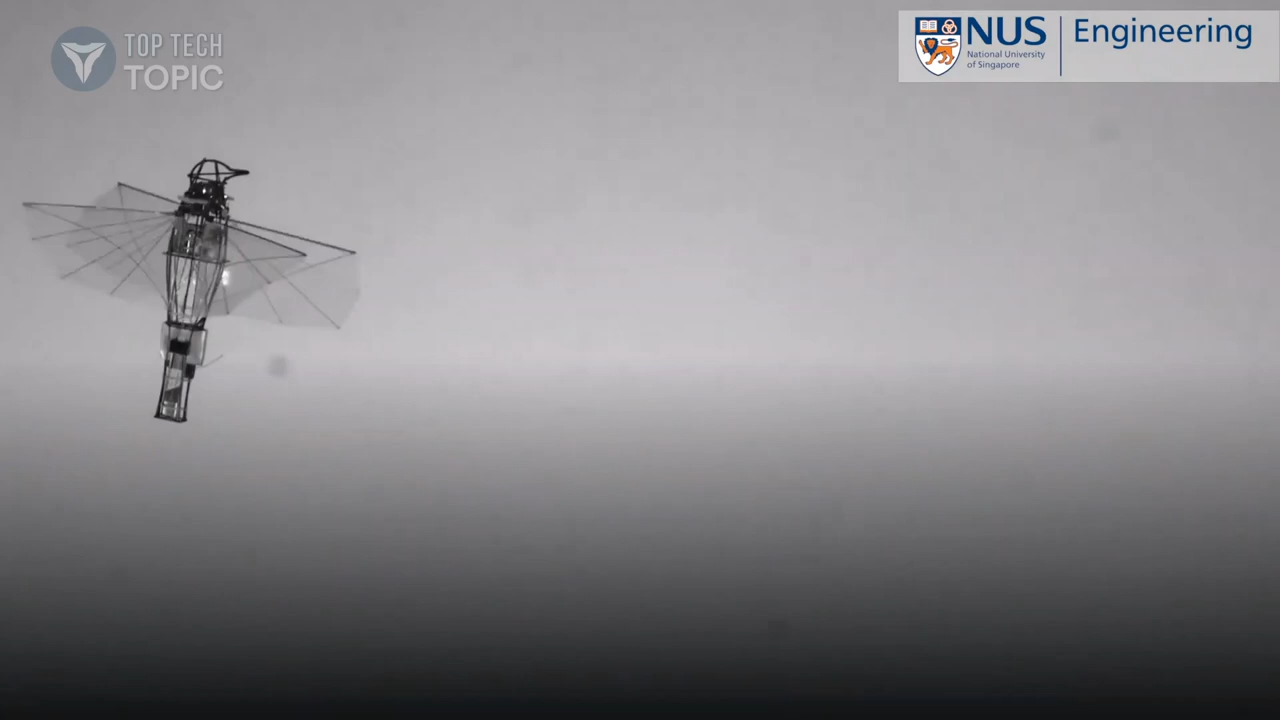 TOP TECH
TOPIC
NUS
National University
of Singapore
Engineering